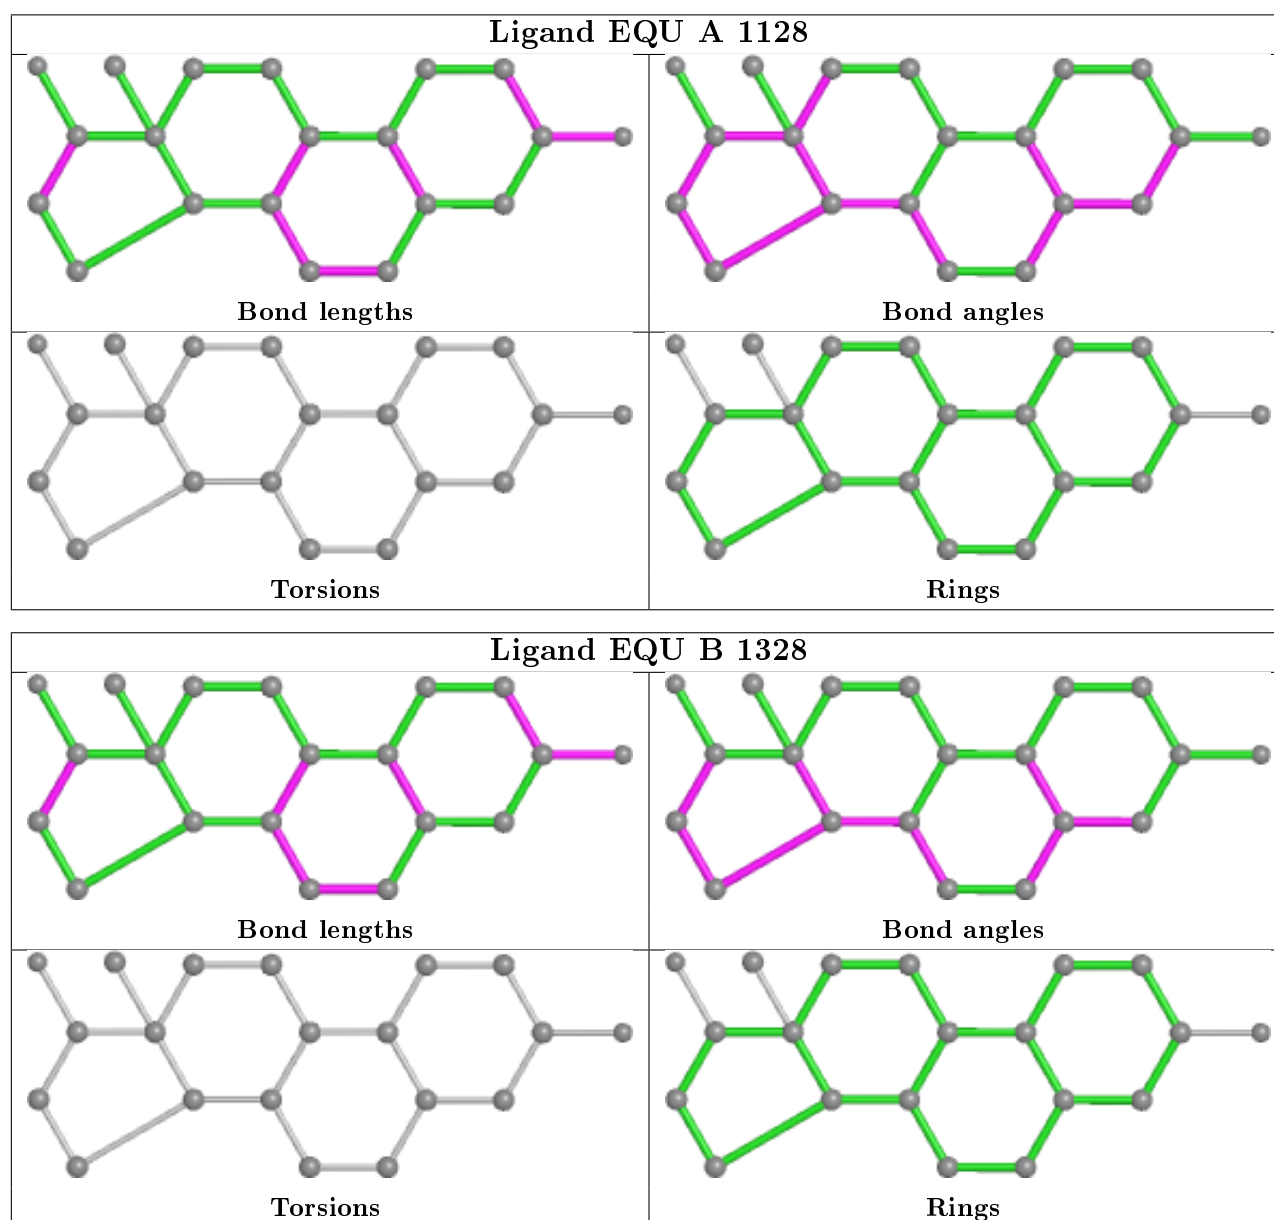 Ligand EQU A 1128
Bond lengths
Bond angles
Torsions
Rings
Ligand EQU B 1328
Bond lengths
Bond angles
Torsions
Rings